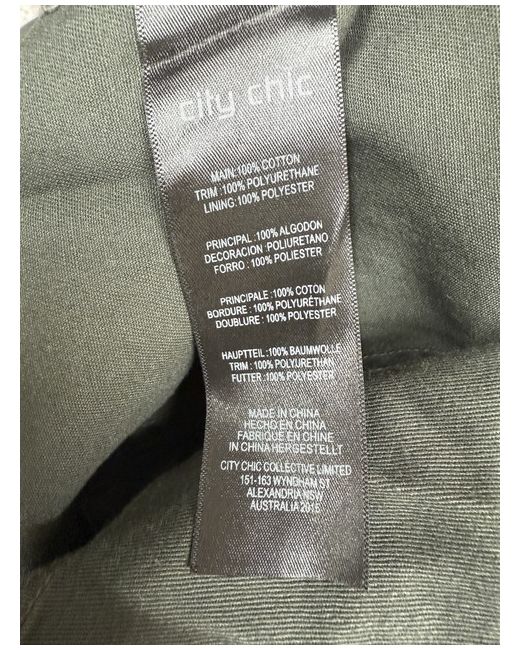 city chic
MAIN:100% COTTON
TRIM :100% POLYURETHANE
LINING:100% POLYESTER
PRINCIPAL :100% ALGODON
DECORACION :POLIURETANO
FORRO : 100% POLIESTER
PRINCIPALE :100% COTON
BORDURE : 100% POLYURÉTHANE
DOUBLURE : 100% POLYESTER
HAUPTTEIL :100% BAUMWOLLE
TRIM : 100% POLYURETHAN
FUTTER :100% POLYESTER
MADE IN CHINA
HECHO EN CHINA
FABRIQUE EN CHINE
IN CHINA HERGESTELLT
CITY CHIC COLLECTIVE LIMITED
151-163 WYNDHAM ST
ALEXANDRIA NSW
AUSTRALIA 2015